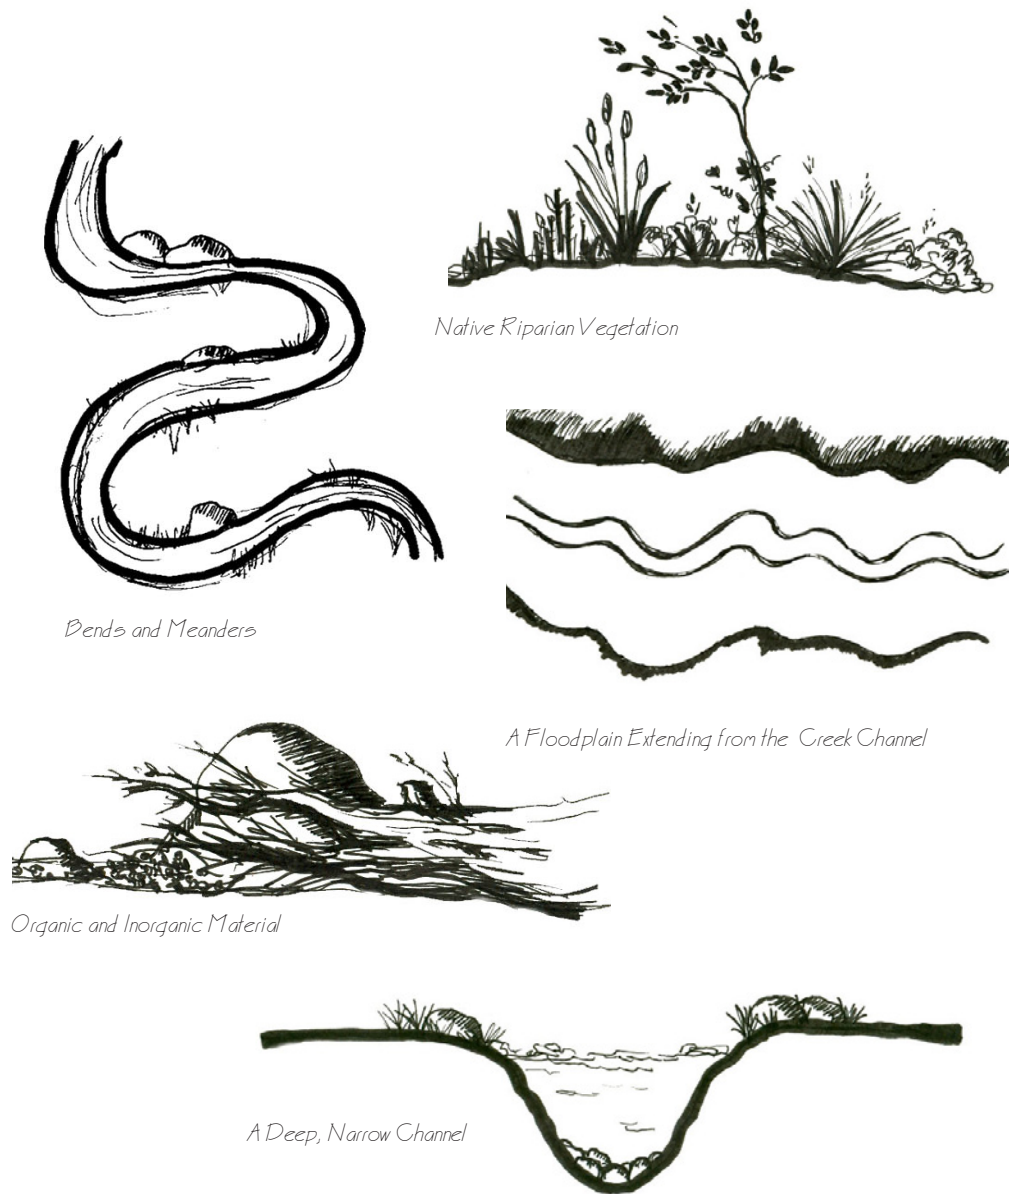 Native Riparian Vegetation
Bends and Meanders
A Floodplain Extending from the Creek Channel
Organic and Inorganic Material
A Deep, Narrow Channel